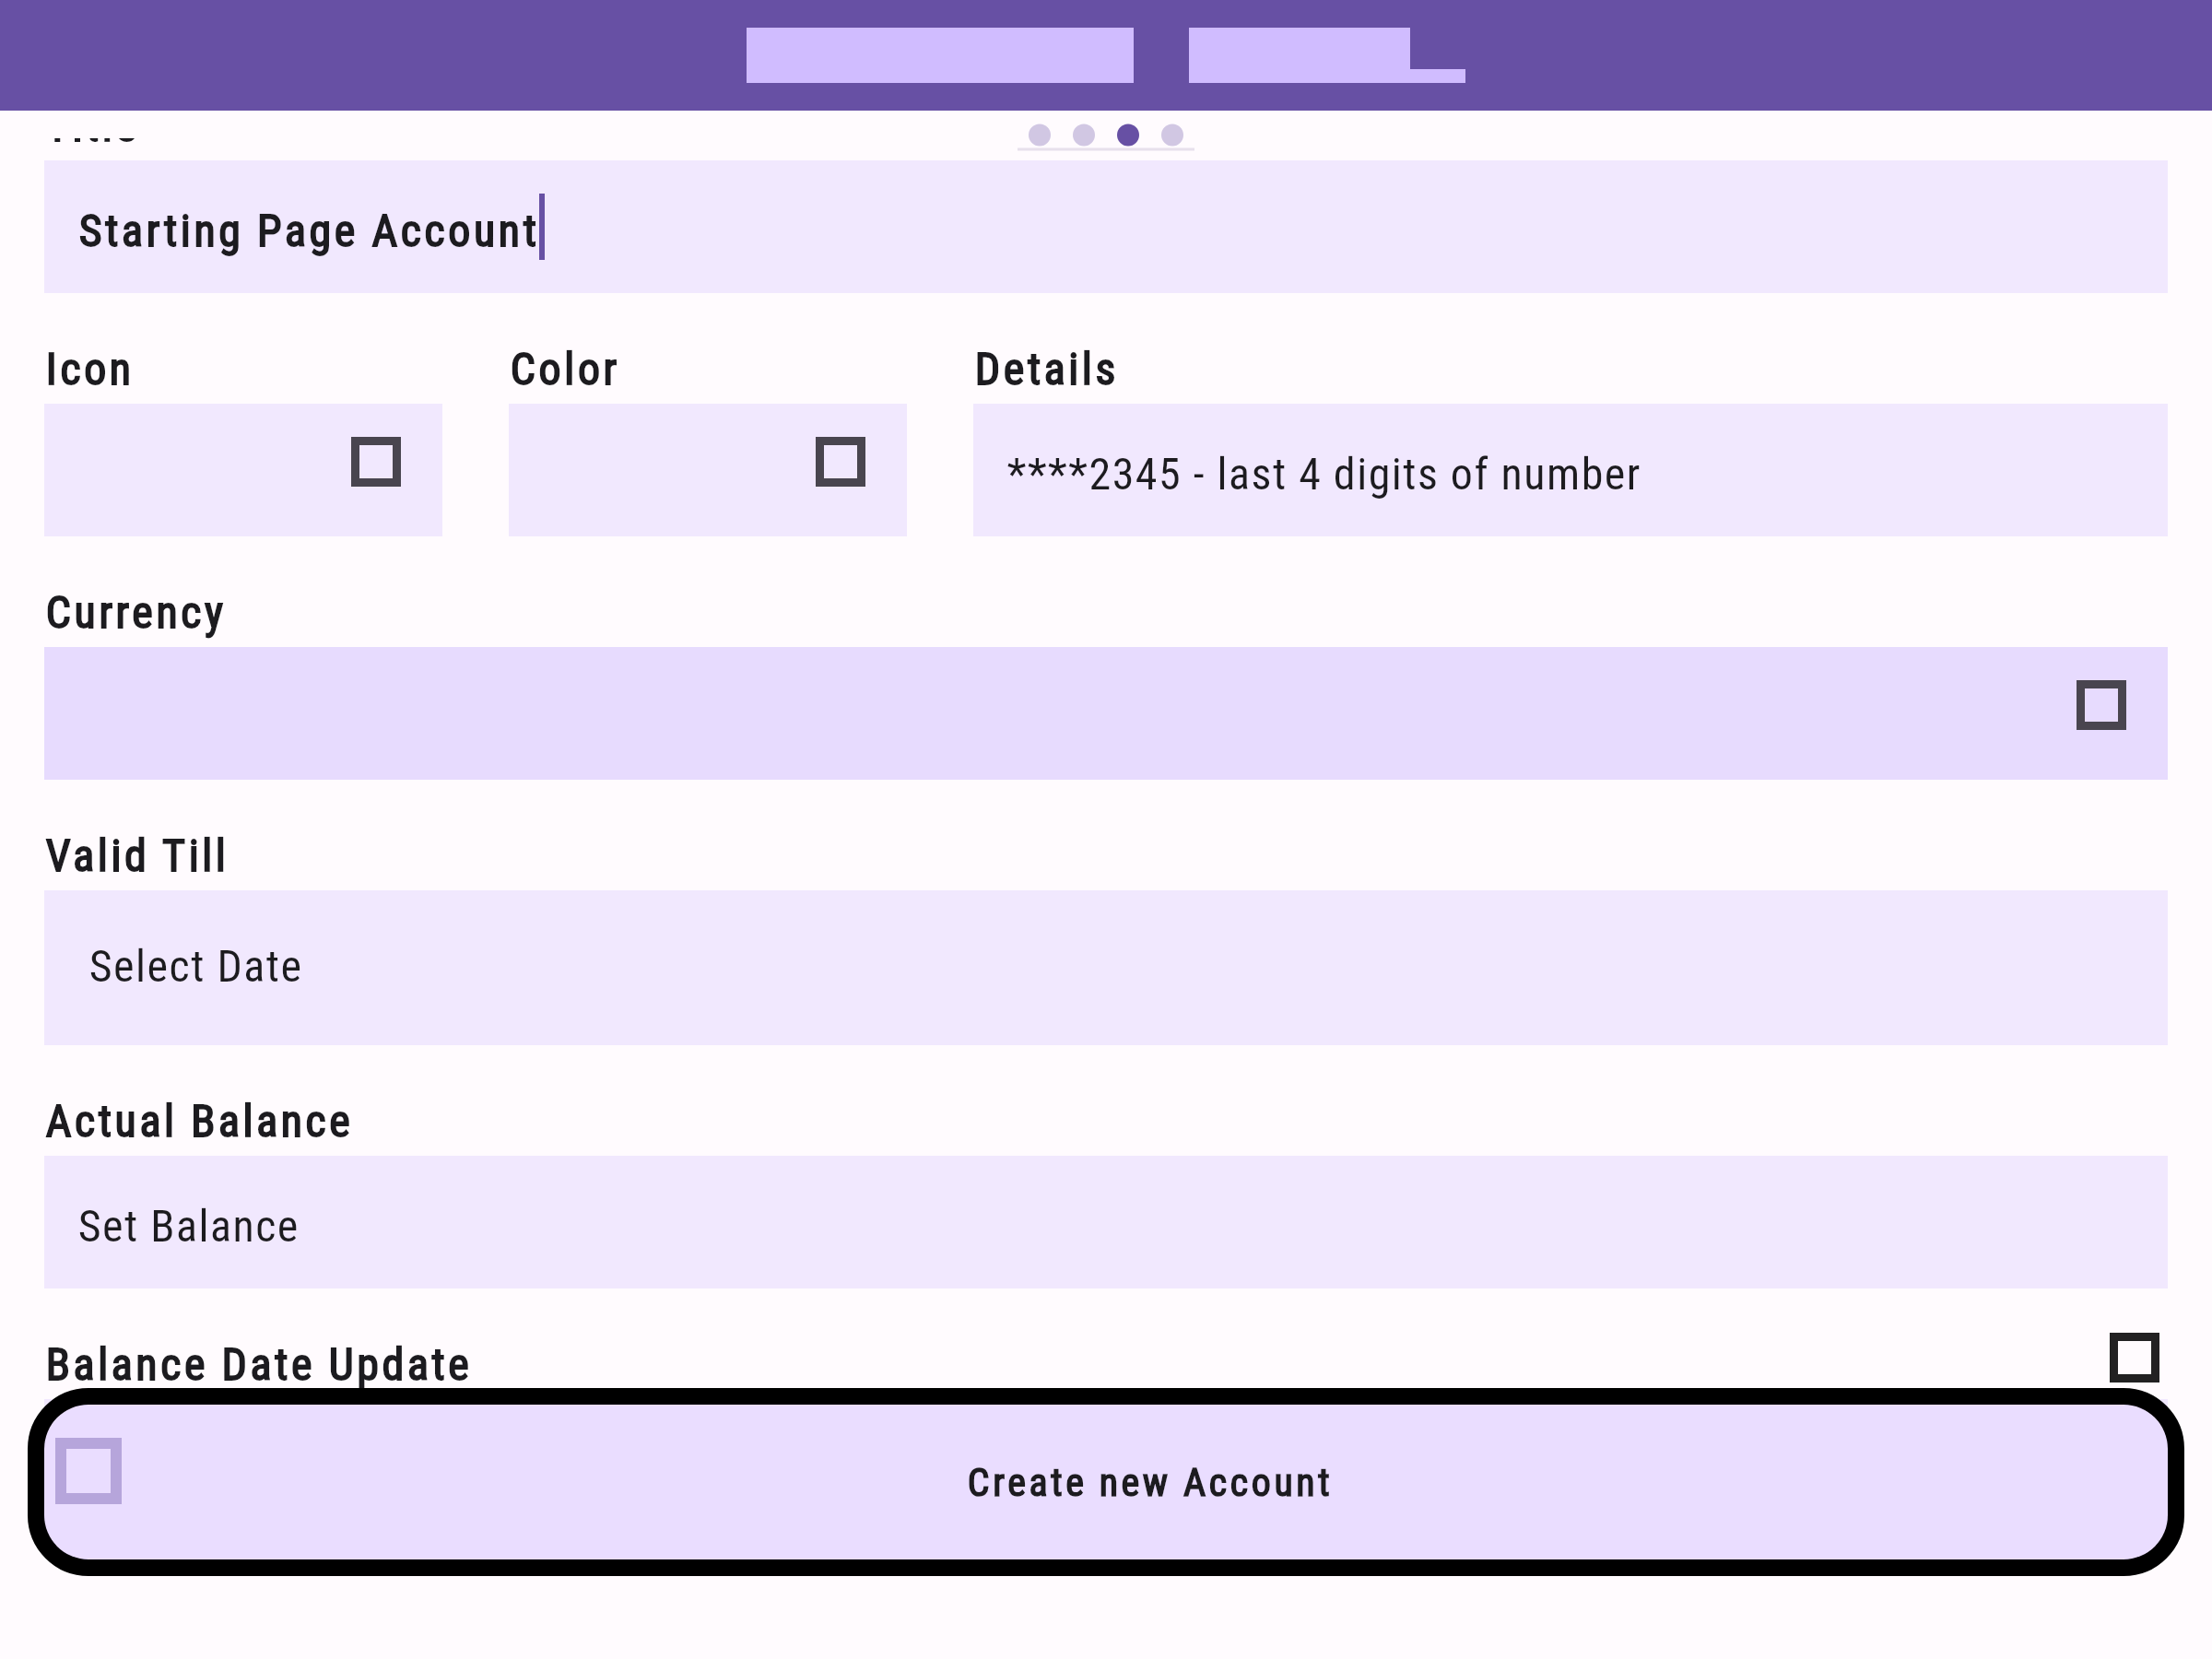 Starting Page Account
Icon Color Details
****2345 - last 4 digits of number
Currency
Valid Till
Select Date
Actual Balance
Set Balance
Balance Date Update
Create new Account